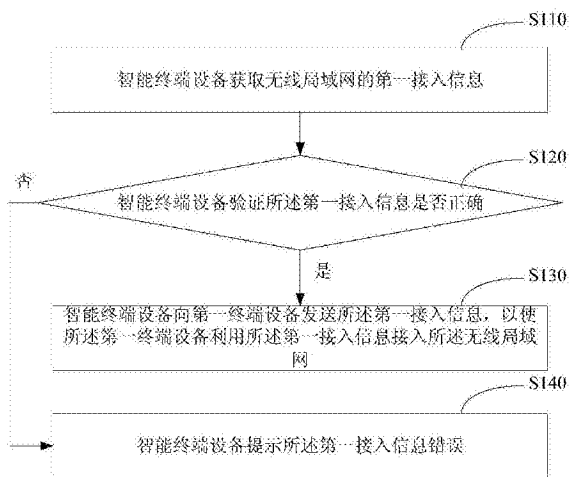 S110
智能终端设备获取无线局域网的第一接入信息
S120
否
智能终端设备验证所述第一接入信息是否正确
是
S130
智能终端设备向第一终端设备发送所述第一接入信息，以使
所述第一终端设备利用所述第一接入信息接入所述无线局域
网
S140
智能终端设备提示所述第一接入信息错误